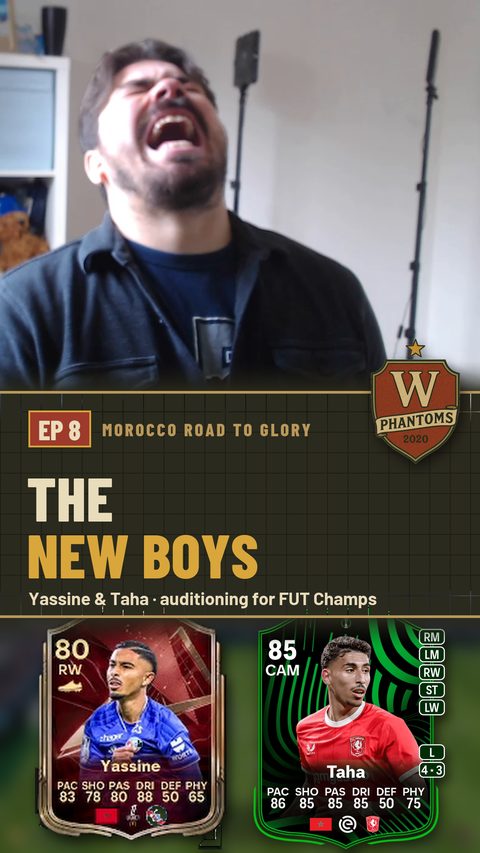 W
PHANTOMS
2020
EP 8 MOROCCO ROAD TO GLORY
THE
NEW BOYS
Yassine & Taha · auditioning for FUT Champs
80
RW
Yassine
PAC SHO PAS DRI DEF PHY
83 78 80 88 50 65
85
CAM
RM
LM
RW
ST
LW
L
4·3
Taha
PAC SHO PAS DRI DEF PHY
86 85 85 85 50 75